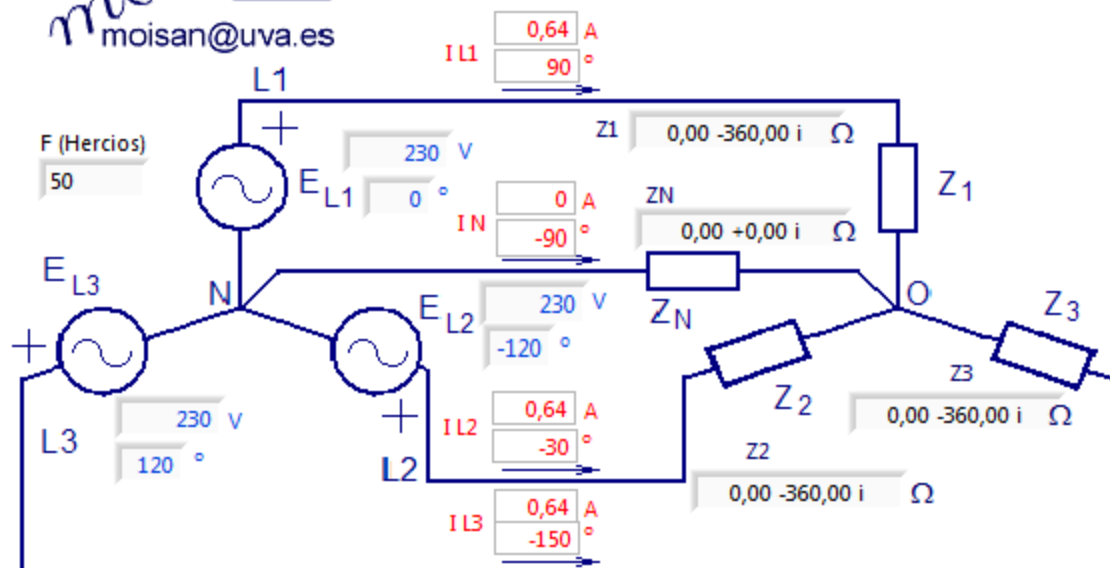 moisan@uva.es
I L1
0,64 A
90 °
L1
+
F (Hercios)
50
230 V
E L1
0 °
Z1
0,00 -360,00 i Ω
Z 1
I N
0 A
-90 °
ZN
0,00 +0,00 i Ω
Z N
E L3
+
N
E L2
230 V
-120 °
O
Z 3
Z3
0,00 -360,00 i Ω
Z 2
230 V
120 °
L3
+
L2
I L2
0,64 A
-30 °
Z2
0,00 -360,00 i Ω
I L3
0,64 A
-150 °